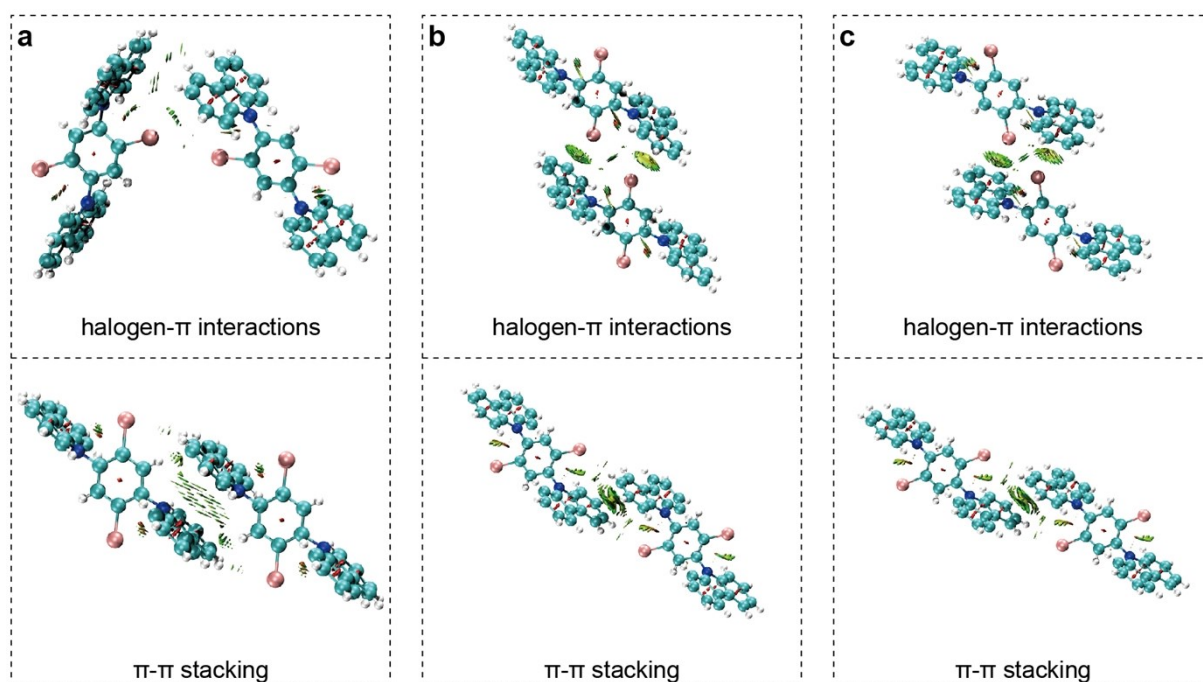 a
b
c
halogen-π interactions
halogen-π interactions
halogen-π interactions
π-π stacking
π-π stacking
π-π stacking